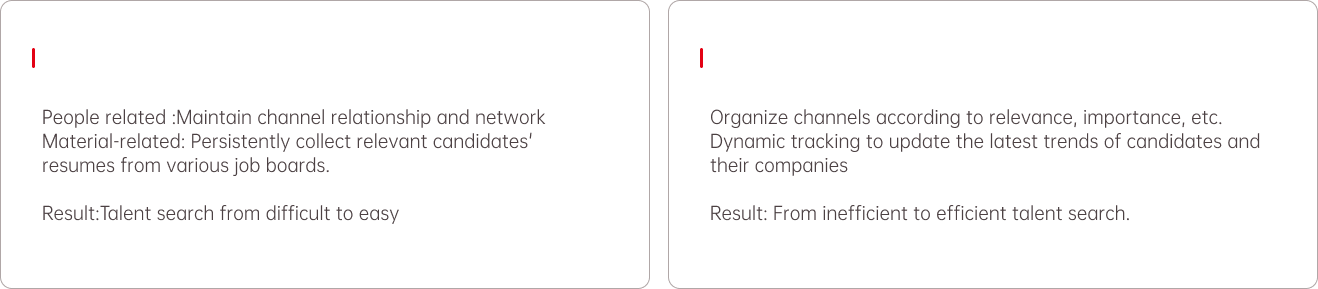 People related :Maintain channel relationship and network
Material-related: Persistently collect relevant candidates'
resumes from various job boards.
Result:Talent search from difficult to easy
Organize channels according to relevance, importance, etc.
Dynamic tracking to update the latest trends of candidates and
their companies
Result: From inefficient to efficient talent search.